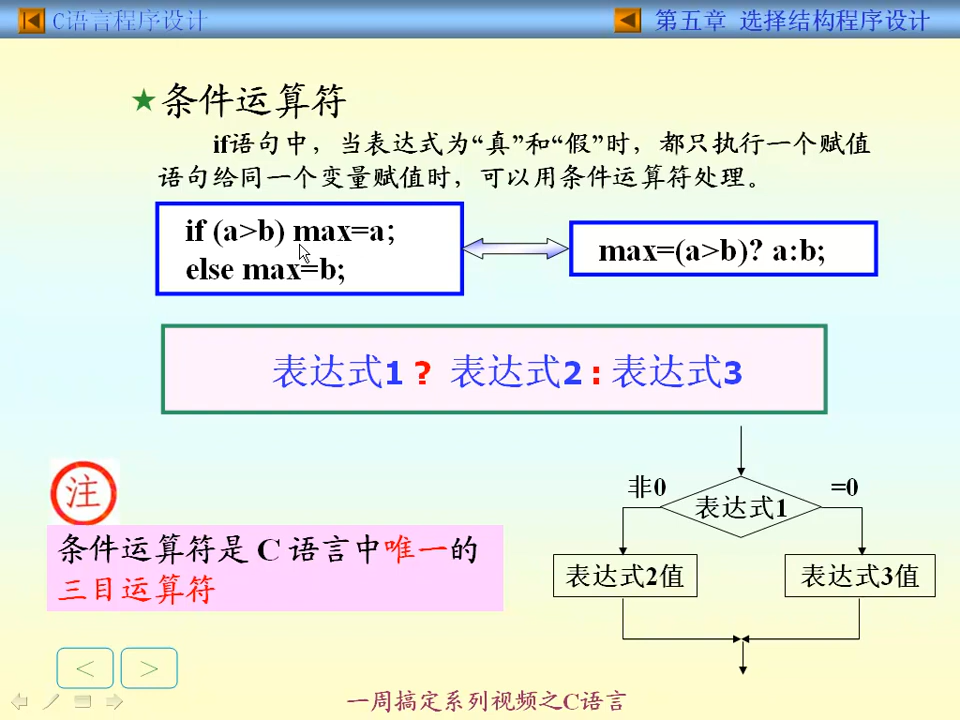 C语言程序设计
第五章 选择结构程序设计
★条件运算符
if语句中，当表达式为“真”和“假”时，都只执行一个赋值
语句给同一个变量赋值时，可以用条件运算符处理。
if (a>b) max=a;
else max=b;
max=(a>b)? a:b;
表达式1 ? 表达式2 : 表达式3
注
条件运算符是 C 语言中唯一的
三目运算符
非0
=0
表达式1
表达式2值
表达式3值
< >
一周搞定系列视频之C语言